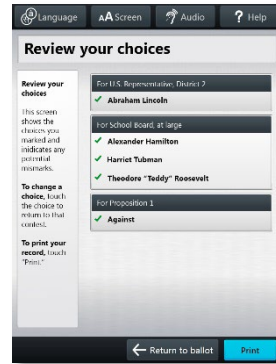 Language
AA Screen
Audio
? Help
Review your choices
Review your
choices
This screen
shows the
choices you
marked and
inidicates any
potential
mismarks.
To change a
choice, touch
the choice to
return to that
contest.
To print your
record, touch
"Print."
For U.S. Representative, District 2
Abraham Lincoln
For School Board, at large
Alexander Hamilton
Harriet Tubman
Theodore "Teddy" Roosevelt
For Proposition 1
Against
Return to ballot
Print